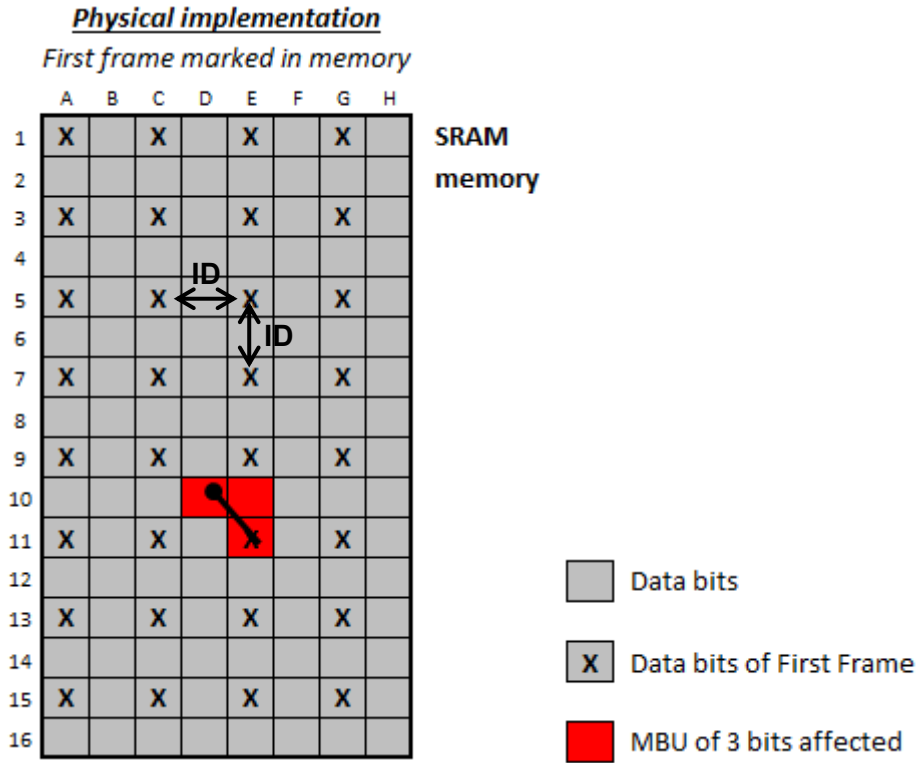 Physical implementation
First frame marked in memory
A B C D E F G H
1 X X X X SRAM
2 memory
3 X X X X
4
ID
5 X X X X
6 ID
7 X X X X
8
9 X X X X
10
11 X X X X
12
13 X X X X
14
15 X X X X
16
Data bits
X Data bits of First Frame
MBU of 3 bits affected